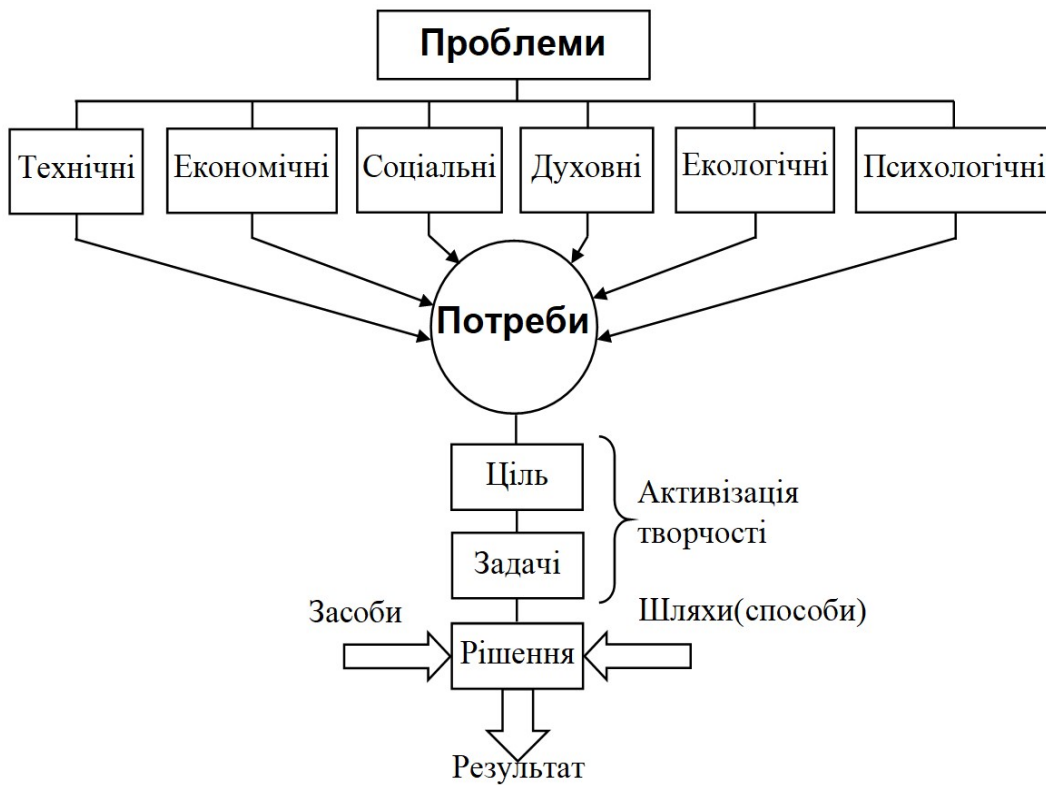 Проблеми
Технічні
Економічні
Соціальні
Духовні
Екологічні
Психологічні
Потреби
Ціль
Активізація
творчості
Задачі
Засоби
Шляхи(способи)
Рішення
Результат